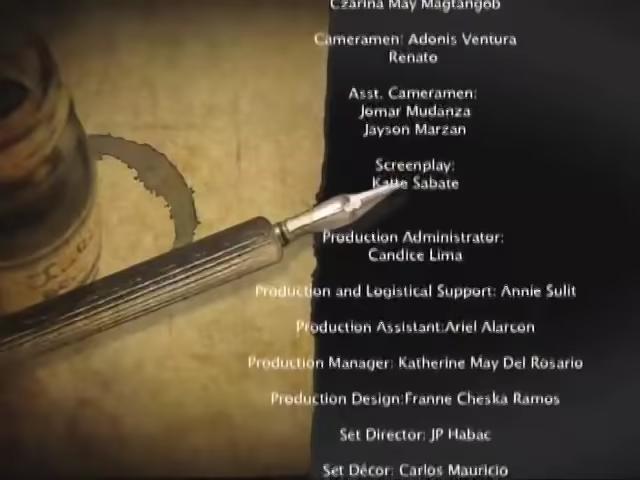 Czarina May Magtangob
Cameramen: Adonis Ventura
Renato
Asst. Cameramen:
Jomar Mudanza
Jayson Marzan
Screenplay:
Katte Sabate
Production Administrator:
Candice Lima
Production and Logistical Support: Annie Sulit
Production Assistant:Ariel Alarcon
Production Manager: Katherine May Del Rosario
Production Design:Franne Cheska Ramos
Set Director: JP Habac
Set Décor: Carlos Mauricio